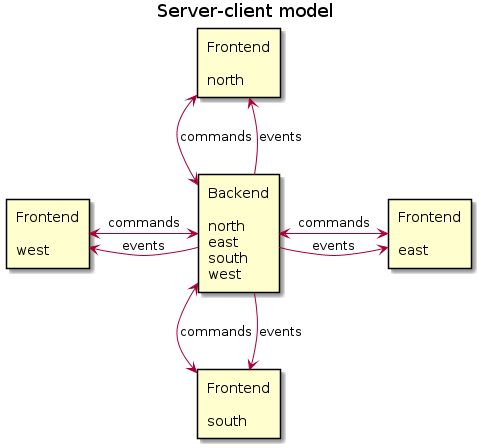 Server-client model
Frontend
north
commands
events
Frontend
west
commands
events
Backend
north
east
south
west
commands
events
Frontend
east
commands
events
Frontend
south